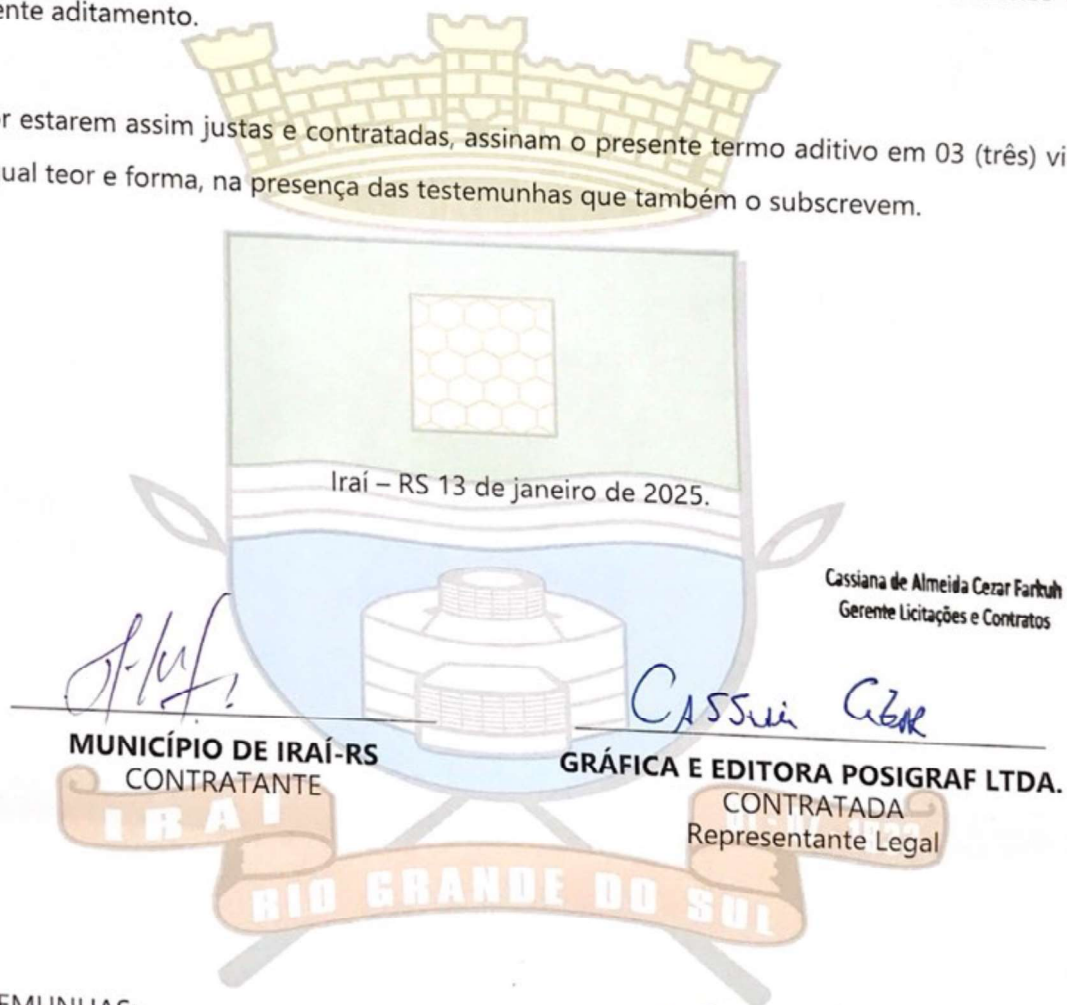 ente aditamento.
r estarem assim justas e contratadas, assinam o presente termo aditivo em 03 (três) vi
ual teor e forma, na presença das testemunhas que também o subscrevem.
Iraí – RS 13 de janeiro de 2025.
Cassiana de Almeida Cezar Farkuh
Gerente Licitações e Contratos
MUNICÍPIO DE IRAÍ-RS
CONTRATANTE
GRÁFICA E EDITORA POSIGRAF LTDA.
CONTRATADA
Representante Legal
IRAÍ
RIO GRANDE DO SUL
EMUNHAS